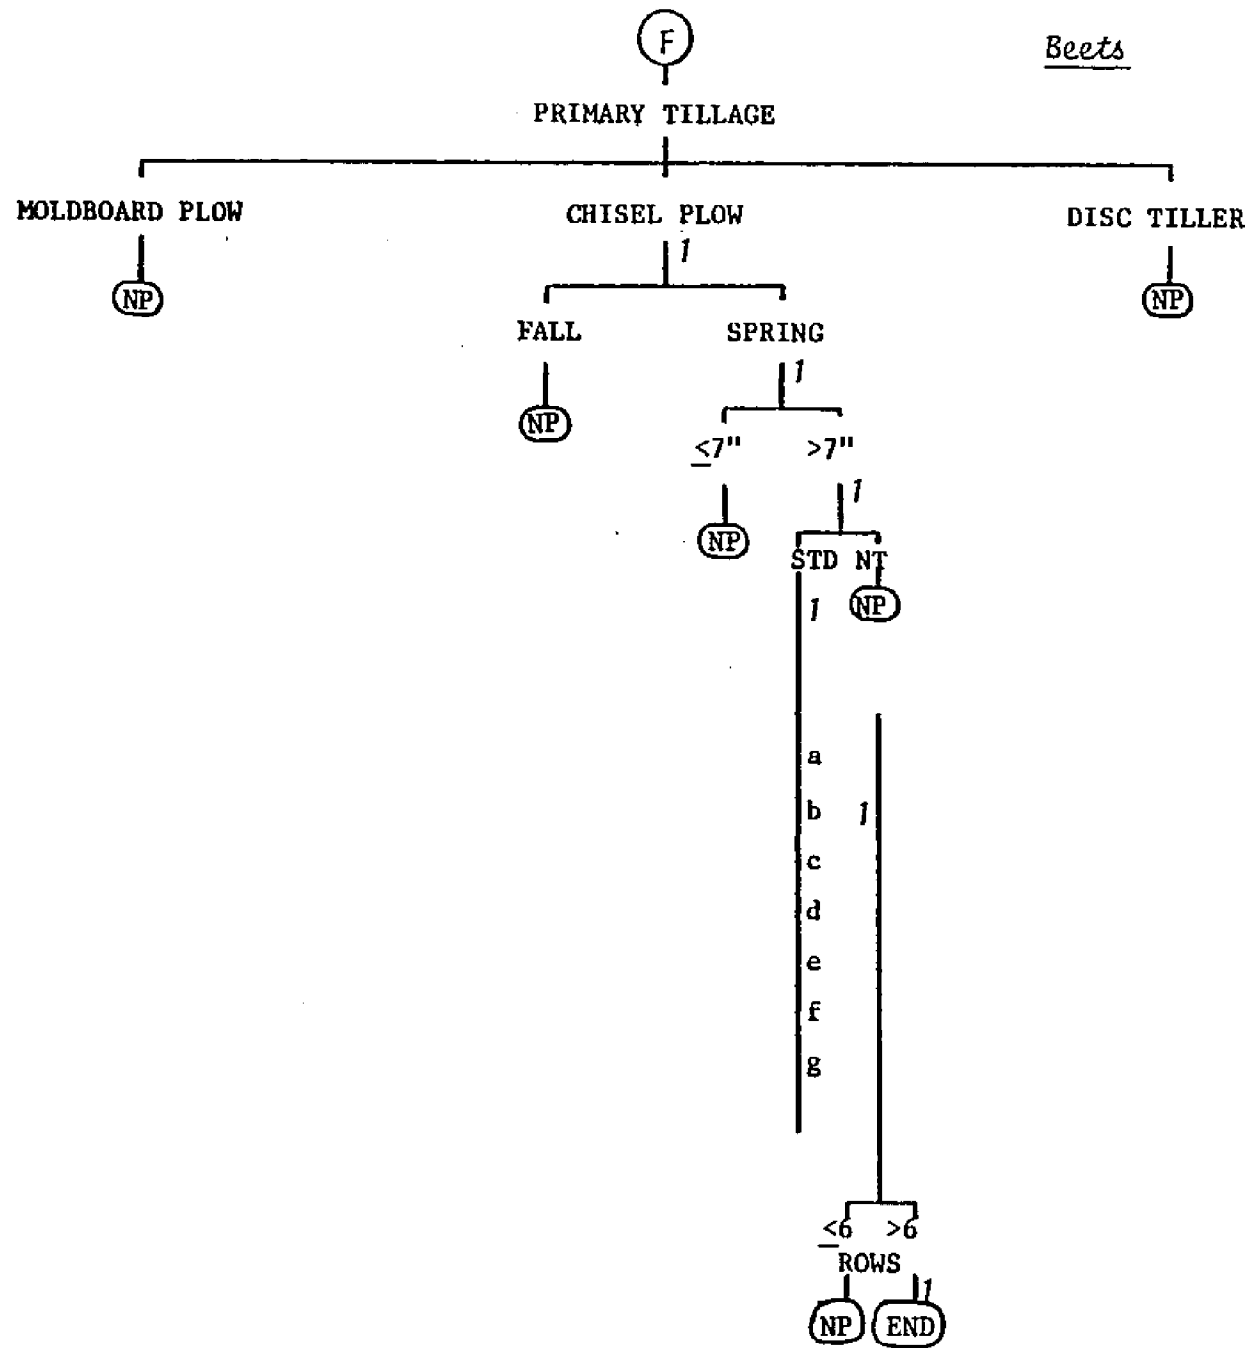 F
Beets
PRIMARY TILLAGE
MOLDBOARD PLOW CHISEL PLOW DISC TILLER
NP 1 NP
FALL SPRING
NP 1
≤7" >7"
NP 1
STD NT
1 NP
a
b 1
c
d
e
f
g
≤6 >6
ROWS
1
NP END